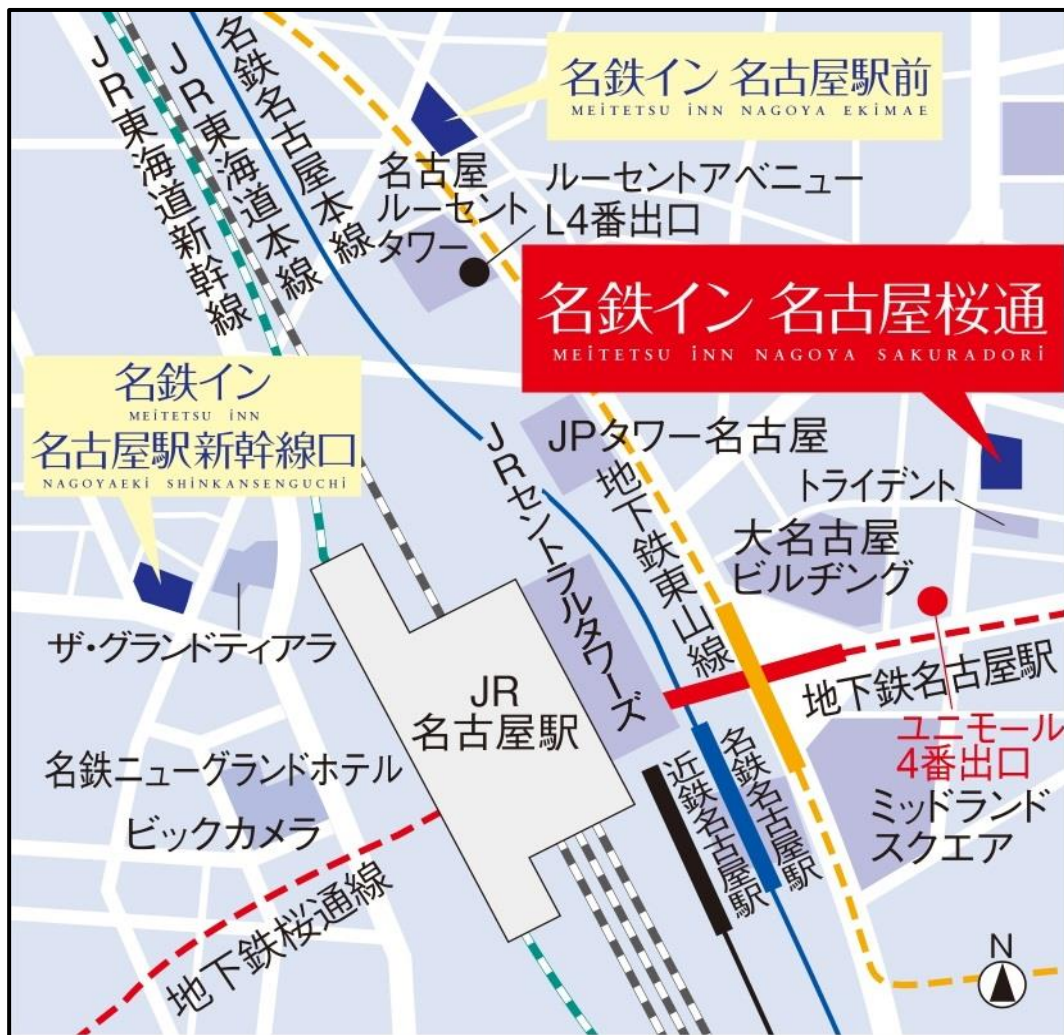 JR東海道新幹線
JR東海道本線
名鉄名古屋本線
名鉄イン 名古屋駅前
MEiTETSU iNN NAGOYA EKiMAE
名古屋
ルーセント
タワー
ルーセントアベニュー
L4番出口
名鉄イン 名古屋桜通
MEiTETSU iNN NAGOYA SAKURADORi
名鉄イン
MEiTETSU iNN
名古屋駅新幹線口
NAGOYAEKi SHiNKANSENGUCHi
JPタワー名古屋
JRセントラルタワーズ
地下鉄東山線
トライデント
大名古屋
ビルヂング
ザ・グランドティアラ
JR
名古屋駅
地下鉄名古屋駅
ユニモール
4番出口
名鉄ニューグランドホテル
ビックカメラ
近鉄名古屋駅
名鉄名古屋駅
ミッドランド
スクエア
地下鉄桜通線
N